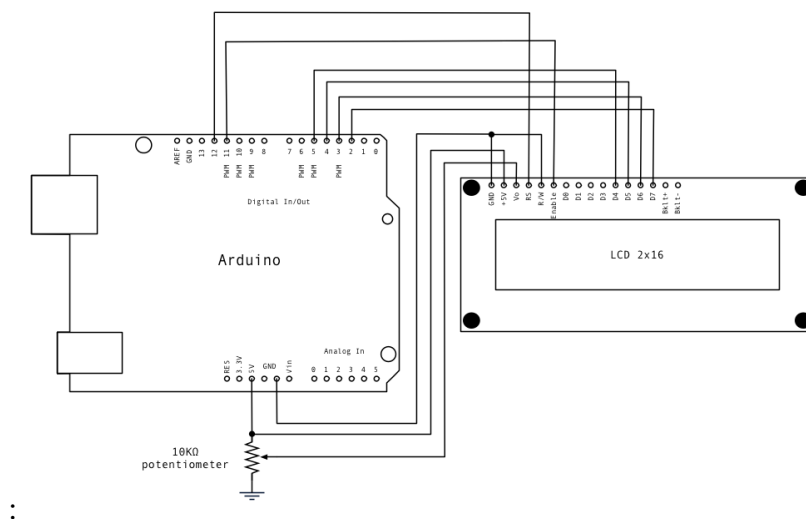 AREF
GND
13
12
11
PWM
10
PWM
9
PWM
8
7
6
PWM
5
PWM
4
3
PWM
2
1
0
Digital In/Out
GND
+5V
Vo
RS
R/W
Enable
D0
D1
D2
D3
D4
D5
D6
D7
Bklt+
Bklt-
LCD 2x16
Arduino
RES
3.3V
5V
GND
Vin
Analog In
0
1
2
3
4
5
10KΩ
potentiometer
: